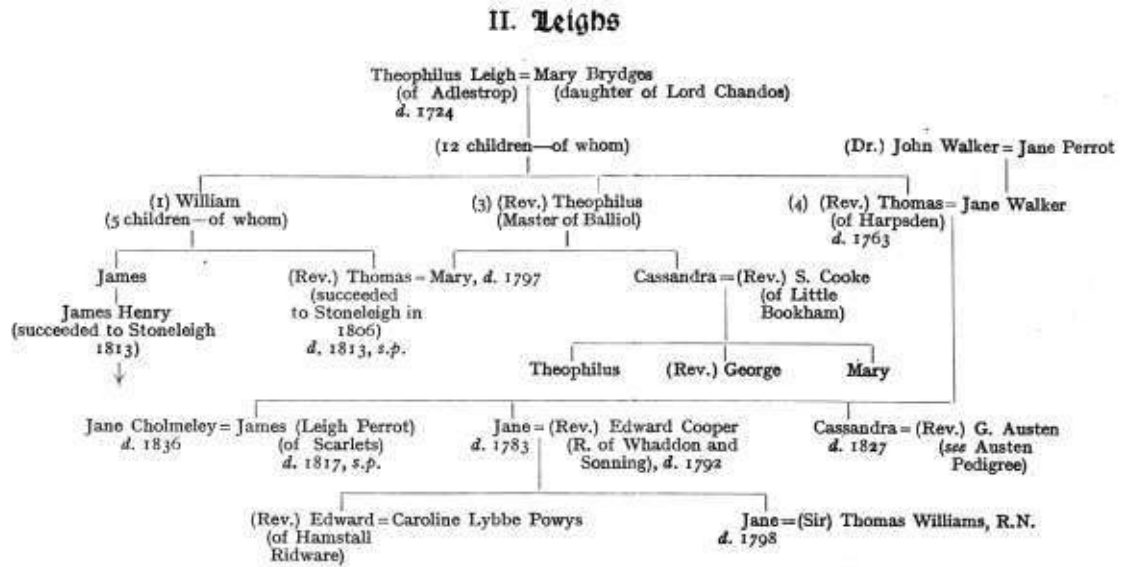 II. Leighs
Theophilus Leigh = Mary Brydges
(of Adlestrop) (daughter of Lord Chandos)
d. 1724
(12 children—of whom) (Dr.) John Walker = Jane Perrot
(1) William (3) (Rev.) Theophilus (4) (Rev.) Thomas = Jane Walker
(5 children—of whom) (Master of Balliol) (of Harpsden)
d. 1763
James (Rev.) Thomas = Mary, d. 1797 Cassandra = (Rev.) S. Cooke
(succeeded (of Little
James Henry to Stoneleigh in Bookham)
(succeeded to Stoneleigh 1806)
1813) d. 1813, s.p.
Theophilus (Rev.) George Mary
Jane Cholmeley = James (Leigh Perrot) Jane = (Rev.) Edward Cooper Cassandra = (Rev.) G. Austen
d. 1836 (of Scarlets) d. 1783 (R. of Whaddon and d. 1827 (see Austen
d. 1817, s.p. Sonning), d. 1792 Pedigree)
(Rev.) Edward = Caroline Lybbe Powys Jane = (Sir) Thomas Williams, R.N.
(of Hamstall d. 1798
Ridware)